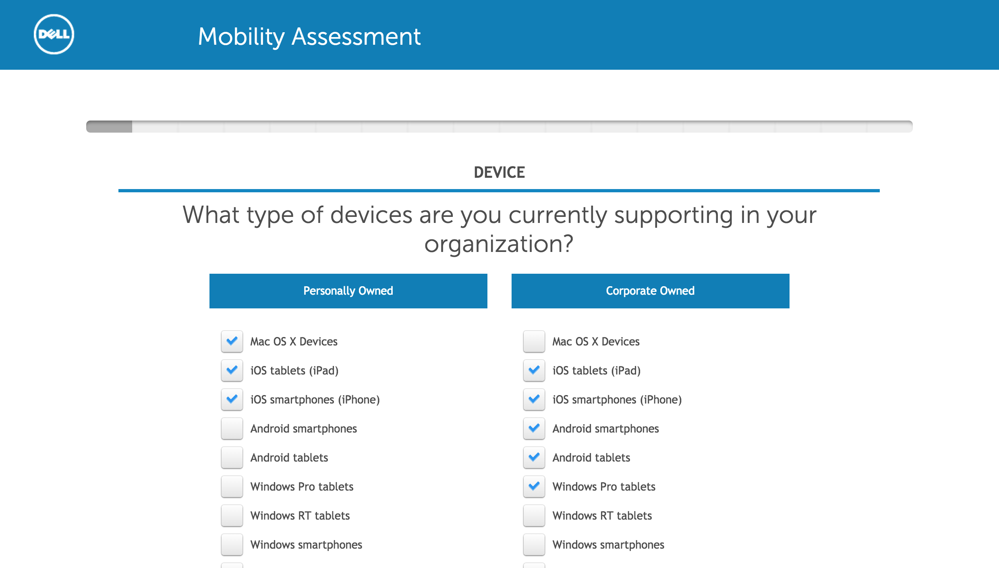 DELL
Mobility Assessment
DEVICE
What type of devices are you currently supporting in your
organization?
Personally Owned
Corporate Owned
Mac OS X Devices
Mac OS X Devices
iOS tablets (iPad)
iOS tablets (iPad)
iOS smartphones (iPhone)
iOS smartphones (iPhone)
Android smartphones
Android smartphones
Android tablets
Android tablets
Windows Pro tablets
Windows Pro tablets
Windows RT tablets
Windows RT tablets
Windows smartphones
Windows smartphones